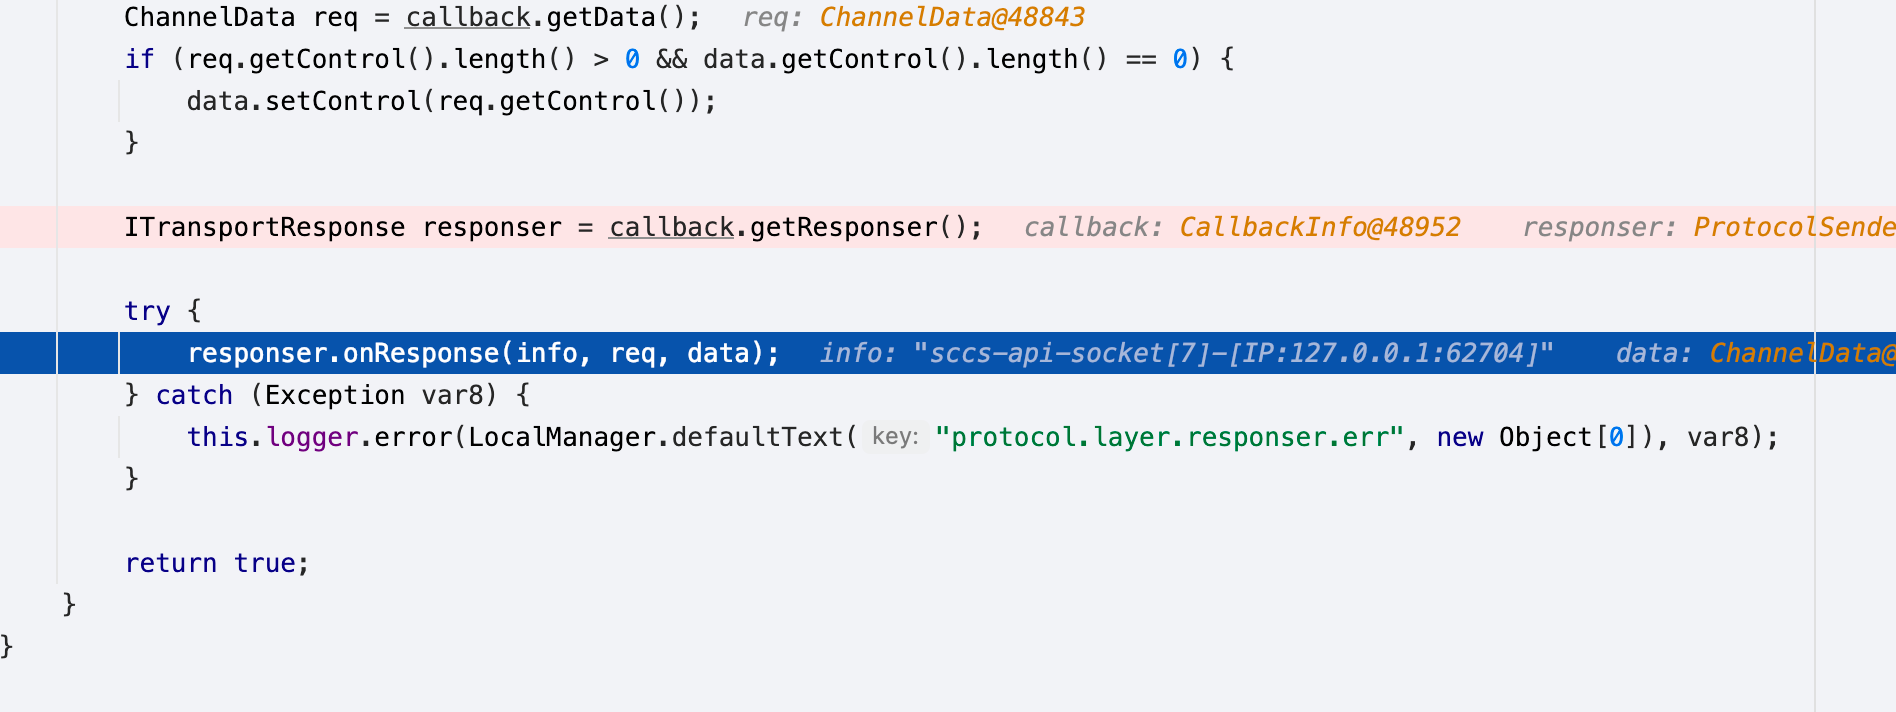 ChannelData req = callback.getData();   req: ChannelData@48843
if (req.getControl().length() > 0 && data.getControl().length() == 0) {
    data.setControl(req.getControl());
}
ITransportResponse responser = callback.getResponser();   callback: CallbackInfo@48952    responser: ProtocolSende
try {
    responser.onResponse(info, req, data);   info: "sccs-api-socket[7]-[IP:127.0.0.1:62704]"    data: ChannelData@
} catch (Exception var8) {
    this.logger.error(LocalManager.defaultText( key: "protocol.layer.responser.err", new Object[0]), var8);
}
return true;
}
}